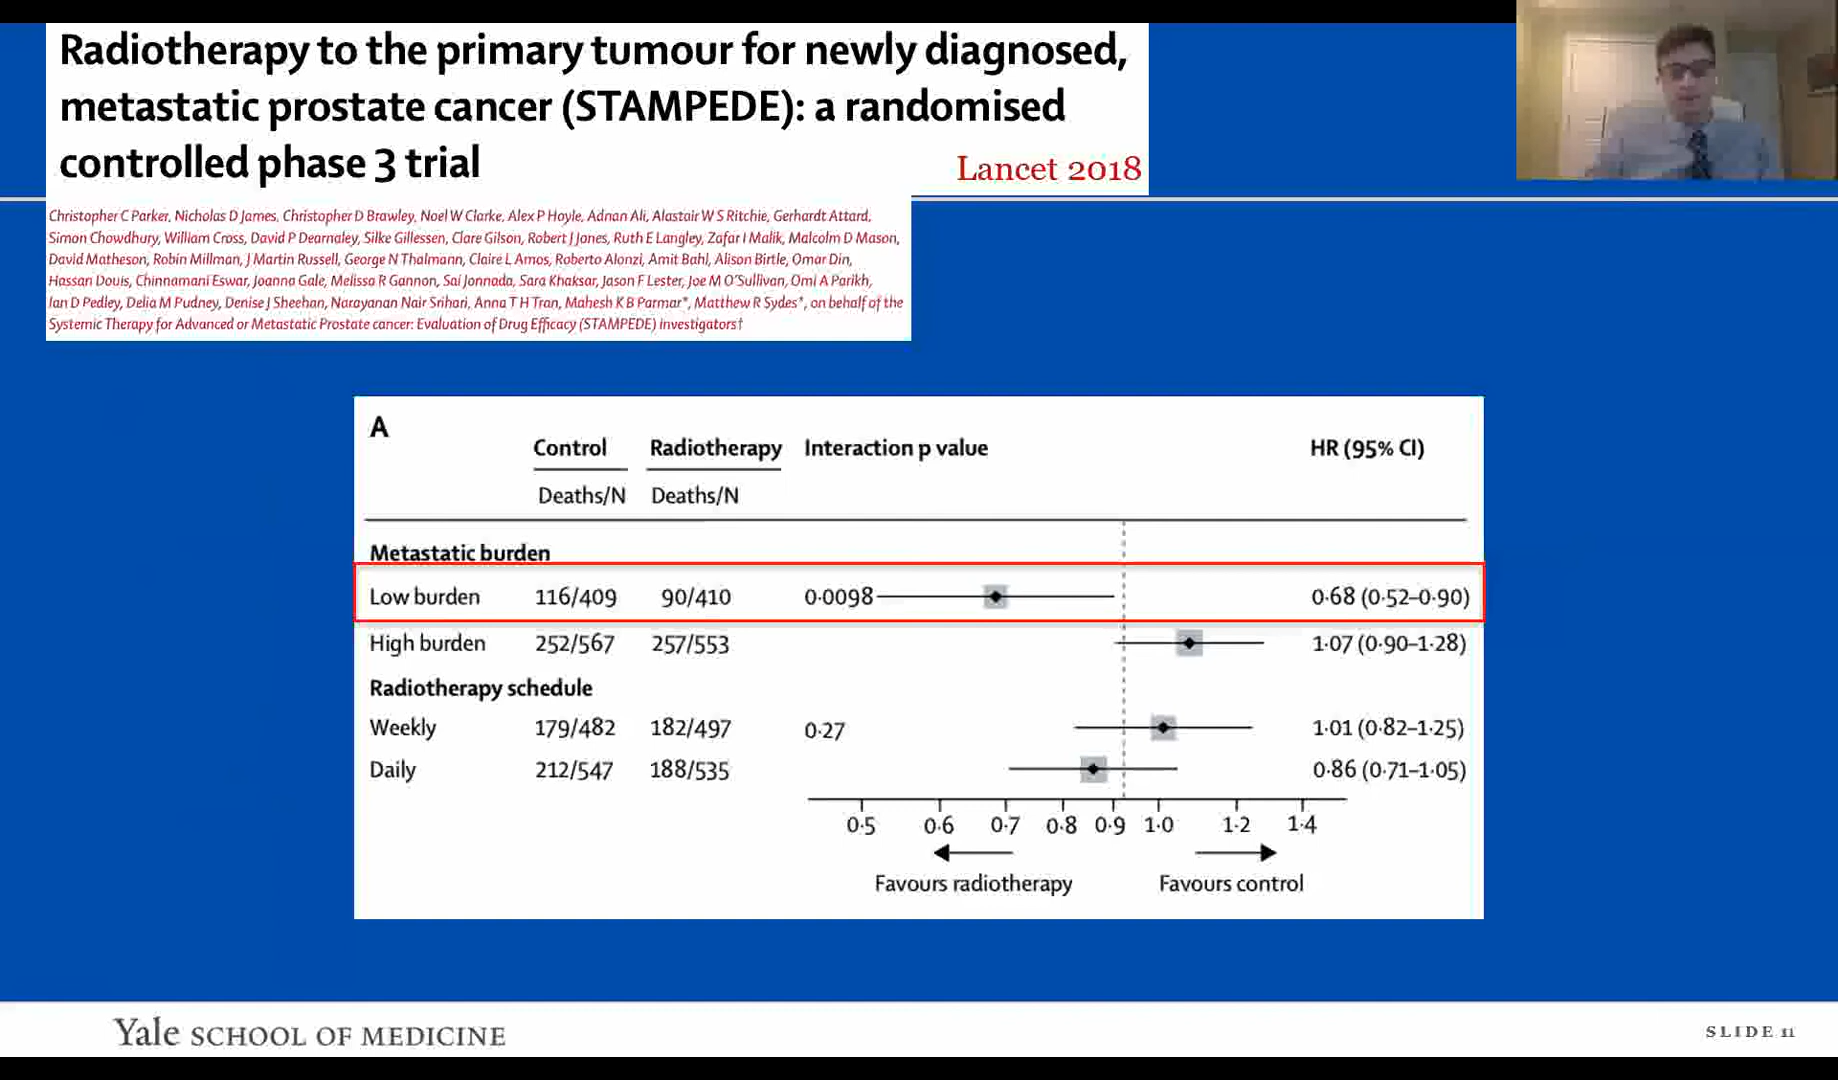 Radiotherapy to the primary tumour for newly diagnosed,
metastatic prostate cancer (STAMPEDE): a randomised
controlled phase 3 trial
Lancet 2018
Christopher C Parker, Nicholas D James, Christopher D Brawley, Noel W Clarke, Alex P Hoyle, Adnan Ali, Alastair W S Ritchie, Gerhardt Attard,
Simon Chowdhury, William Cross, David P Dearnaley, Silke Gillessen, Clare Gilson, Robert J Jones, Ruth E Langley, Zafar I Malik, Malcolm D Mason,
David Matheson, Robin Millman, J Martin Russell, George N Thalmann, Claire L Amos, Roberto Alonzi, Amit Bahl, Alison Birtle, Omar Din,
Hassan Douis, Chinnamani Eswar, Joanna Gale, Melissa R Gannon, Sai Jonnada, Sara Khaksar, Jason F Lester, Joe M O'Sullivan, Omi A Parikh,
Ian D Pedley, Delia M Pudney, Denise J Sheehan, Narayanan Nair Srihari, Anna T H Tran, Mahesh K B Parmar*, Matthew R Sydes*, on behalf of the
Systemic Therapy for Advanced or Metastatic Prostate cancer: Evaluation of Drug Efficacy (STAMPEDE) investigators†
A
Control Radiotherapy Interaction p value HR (95% CI)
Deaths/N Deaths/N
Metastatic burden
Low burden 116/409 90/410 0·0098 0·68 (0·52–0·90)
High burden 252/567 257/553 1·07 (0·90–1·28)
Radiotherapy schedule
Weekly 179/482 182/497 0·27 1·01 (0·82–1·25)
Daily 212/547 188/535 0·86 (0·71–1·05)
0·5 0·6 0·7 0·8 0·9 1·0 1·2 1·4
Favours radiotherapy Favours control
Yale SCHOOL OF MEDICINE
SLIDE 11